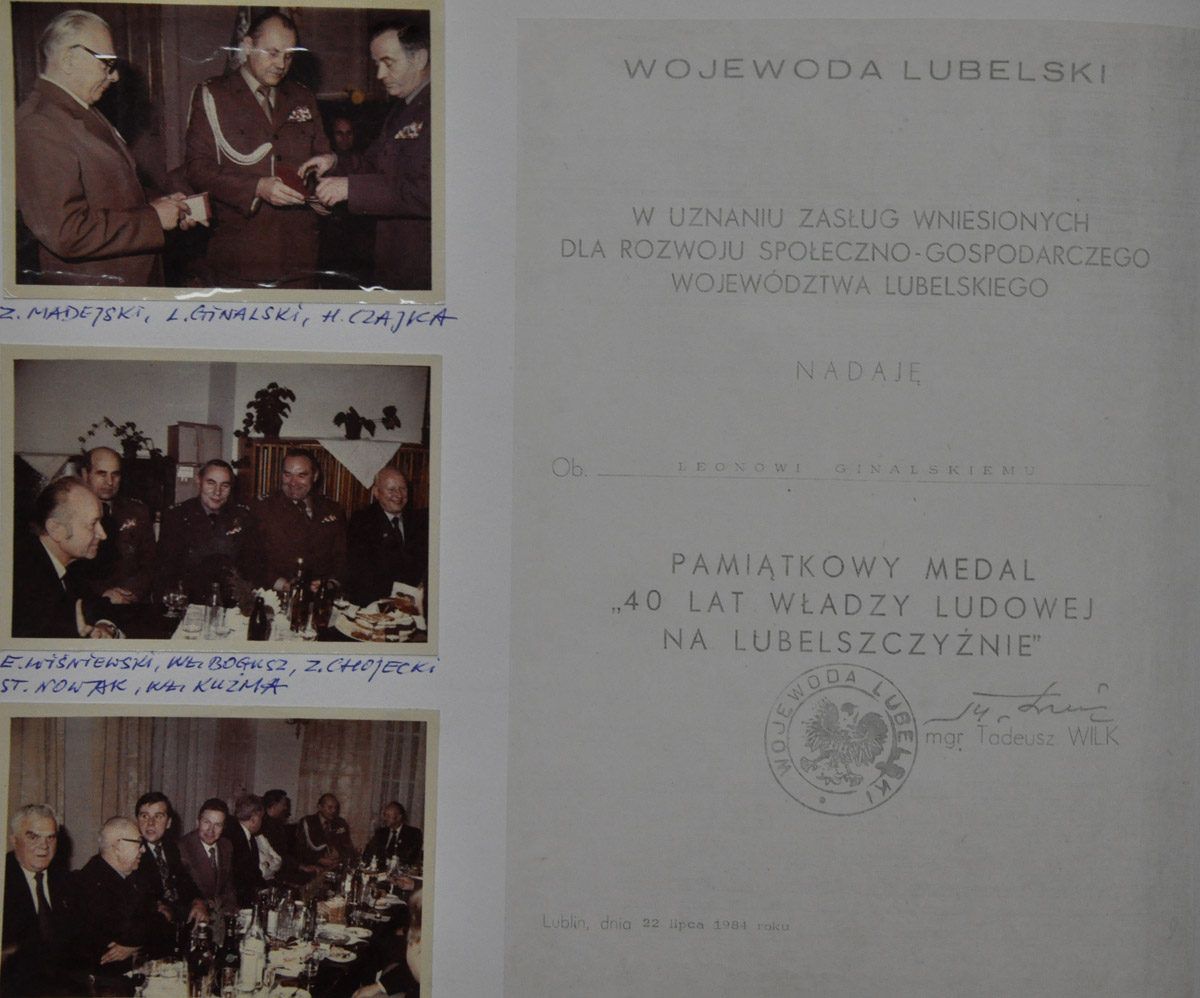 Z. MADEJSKI, L. GINALSKI, H. CZAJKA
E. WIŚNIEWSKI, WŁ. BOGUSZ, Z. CHOJECKI
ST. NOWAK, KUZMA
WOJEWODA LUBELSKI
W UZNANIU ZASŁUG WNIESIONYCH
DLA ROZWOJU SPOŁECZNO-GOSPODARCZEGO
WOJEWÓDZTWA LUBELSKIEGO
NADAJĘ
Ob. LEONOWI GINALSKIEMU
PAMIĄTKOWY MEDAL
„40 LAT WŁADZY LUDOWEJ
NA LUBELSZCZYŹNIE”
WOJEWODA LUBELSKI
mgr Tadeusz WILK
Lublin, dnia 22 lipca 1984 roku